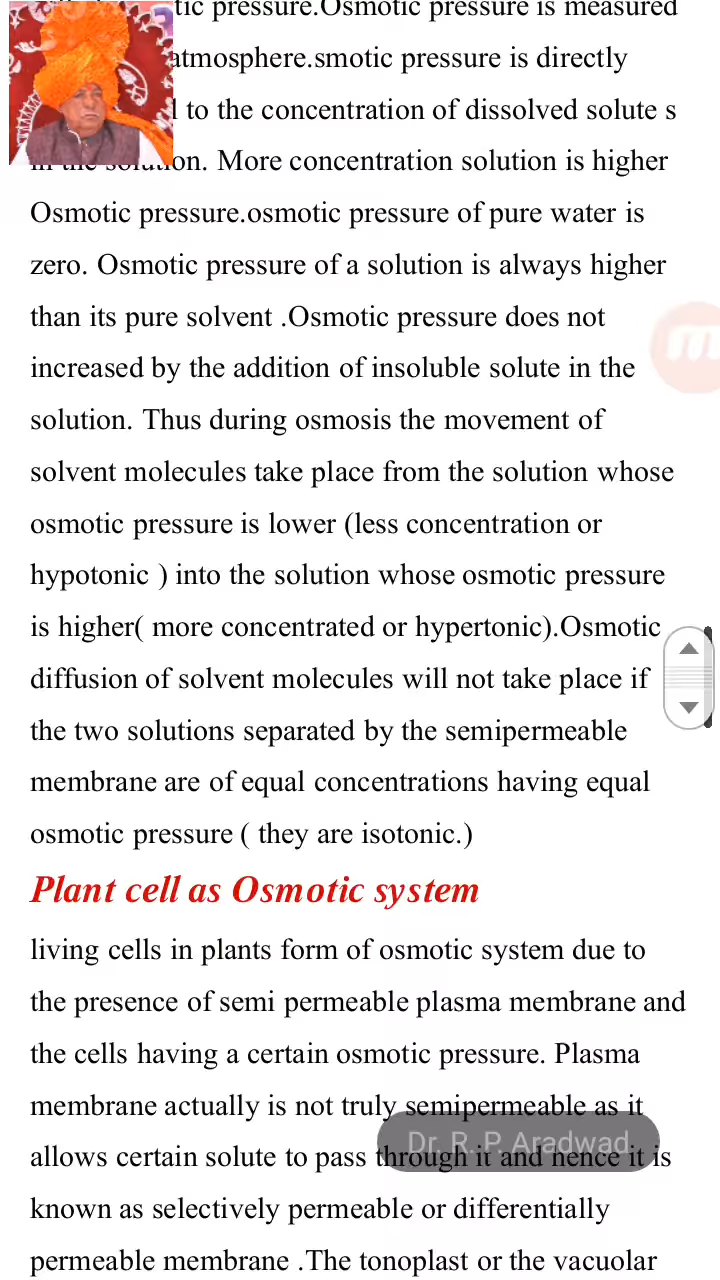 tic pressure.Osmotic pressure is measured
atmosphere.smotic pressure is directly
l to the concentration of dissolved solute s
in the solution. More concentration solution is higher
Osmotic pressure.osmotic pressure of pure water is
zero. Osmotic pressure of a solution is always higher
than its pure solvent .Osmotic pressure does not
increased by the addition of insoluble solute in the
solution. Thus during osmosis the movement of
solvent molecules take place from the solution whose
osmotic pressure is lower (less concentration or
hypotonic ) into the solution whose osmotic pressure
is higher( more concentrated or hypertonic).Osmotic
diffusion of solvent molecules will not take place if
the two solutions separated by the semipermeable
membrane are of equal concentrations having equal
osmotic pressure ( they are isotonic.)
Plant cell as Osmotic system
living cells in plants form of osmotic system due to
the presence of semi permeable plasma membrane and
the cells having a certain osmotic pressure. Plasma
membrane actually is not truly semipermeable as it
Dr. R. P. Aradwad
allows certain solute to pass through it and hence it is
known as selectively permeable or differentially
permeable membrane .The tonoplast or the vacuolar